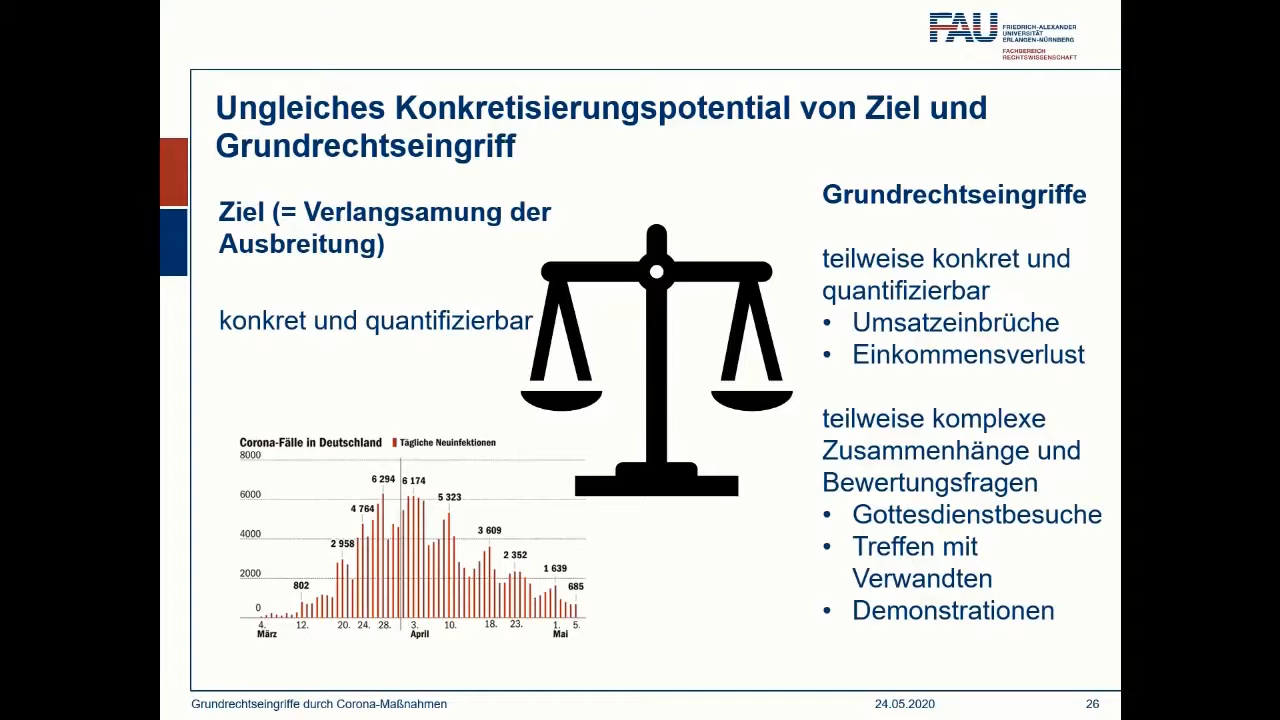 FAU
FRIEDRICH-ALEXANDER
UNIVERSITÄT
ERLANGEN-NÜRNBERG
FACHBEREICH
RECHTSWISSENSCHAFT
Ungleiches Konkretisierungspotential von Ziel und
Grundrechtseingriff
Ziel (= Verlangsamung der
Ausbreitung)
konkret und quantifizierbar
Corona-Fälle in Deutschland Tägliche Neuinfektionen
8000
6000
4000
2000
0
802
2 958
4 764
6 294
6 174
5 323
3 609
2 352
1 639
685
4. 12. 20. 24. 28. 3. 10. 18. 23. 1. 5.
März April Mai
Grundrechtseingriffe
teilweise konkret und
quantifizierbar
• Umsatzeinbrüche
• Einkommensverlust
teilweise komplexe
Zusammenhänge und
Bewertungsfragen
• Gottesdienstbesuche
• Treffen mit
Verwandten
• Demonstrationen
Grundrechtseingriffe durch Corona-Maßnahmen 24.05.2020 26